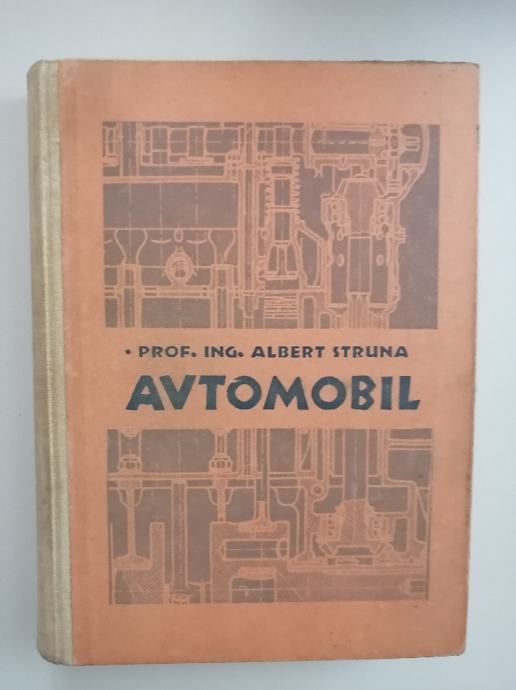 • PROF. ING. ALBERT STRUNA
AVTOMOBIL